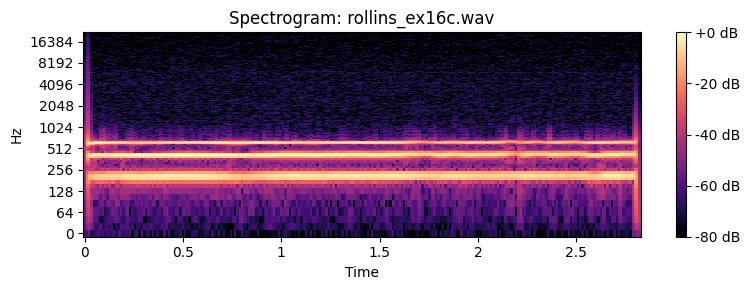 Spectrogram: rollins_ex16c.wav
Hz
16384
8192
4096
2048
1024
512
256
128
64
0
0
0.5
1
1.5
2
2.5
Time
+0 dB
-20 dB
-40 dB
-60 dB
-80 dB